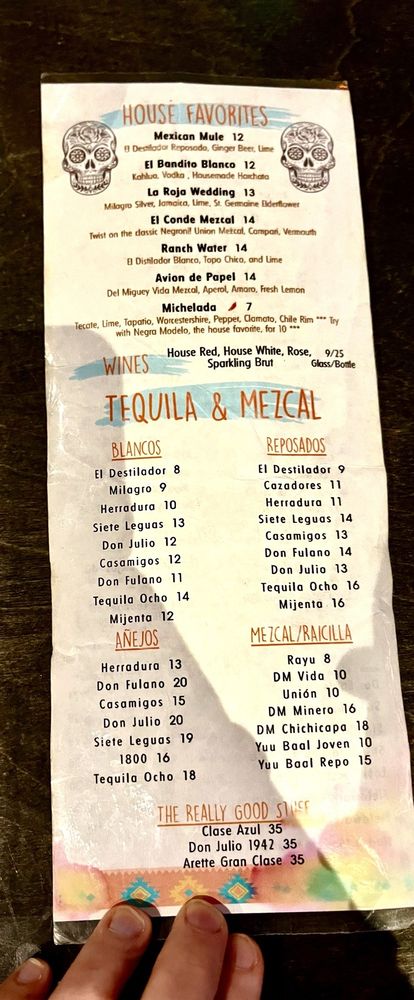 HOUSE FAVORITES
Mexican Mule 12
El Destilador Reposado, Ginger Beer, Lime
El Bandito Blanco 12
Kahlua, Vodka, Housemade Horchata
La Roja Wedding 13
Milagro Silver, Jamaica, Lime, St. Germaine Elderflower
El Conde Mezcal 14
Twist on the classic Negroni! Union Mezcal, Campari, Vermouth
Ranch Water 14
El Distilador Blanco, Topo Chico, and Lime
Avion de Papel 14
Del Miguey Vida Mezcal, Aperol, Amaro, Fresh Lemon
Michelada 7
Tecate, Lime, Tapatio, Worcestershire, Pepper, Clamato, Chile Rim *** Try
with Negra Modelo, the house favorite, for 10 ***
WINES
House Red, House White, Rose,
Sparkling Brut
9/25
Glass/Bottle
TEQUILA & MEZCAL
BLANCOS
El Destilador 8
Milagro 9
Herradura 10
Siete Leguas 13
Don Julio 12
Casamigos 12
Don Fulano 11
Tequila Ocho 14
Mijenta 12
REPOSADOS
El Destilador 9
Cazadores 11
Herradura 11
Siete Leguas 14
Casamigos 13
Don Fulano 14
Don Julio 13
Tequila Ocho 16
Mijenta 16
AÑEJOS
Herradura 13
Don Fulano 20
Casamigos 15
Don Julio 20
Siete Leguas 19
1800 16
Tequila Ocho 18
MEZCAL/RAICILLA
Rayu 8
DM Vida 10
Unión 10
DM Minero 16
DM Chichicapa 18
Yuu Baal Joven 10
Yuu Baal Repo 15
THE REALLY GOOD STUFF
Clase Azul 35
Don Julio 1942 35
Arette Gran Clase 35